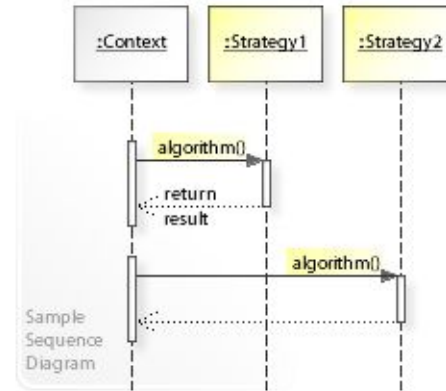 :Context
:Strategy1
:Strategy2
algorithm()
return
result
algorithm()
Sample
Sequence
Diagram